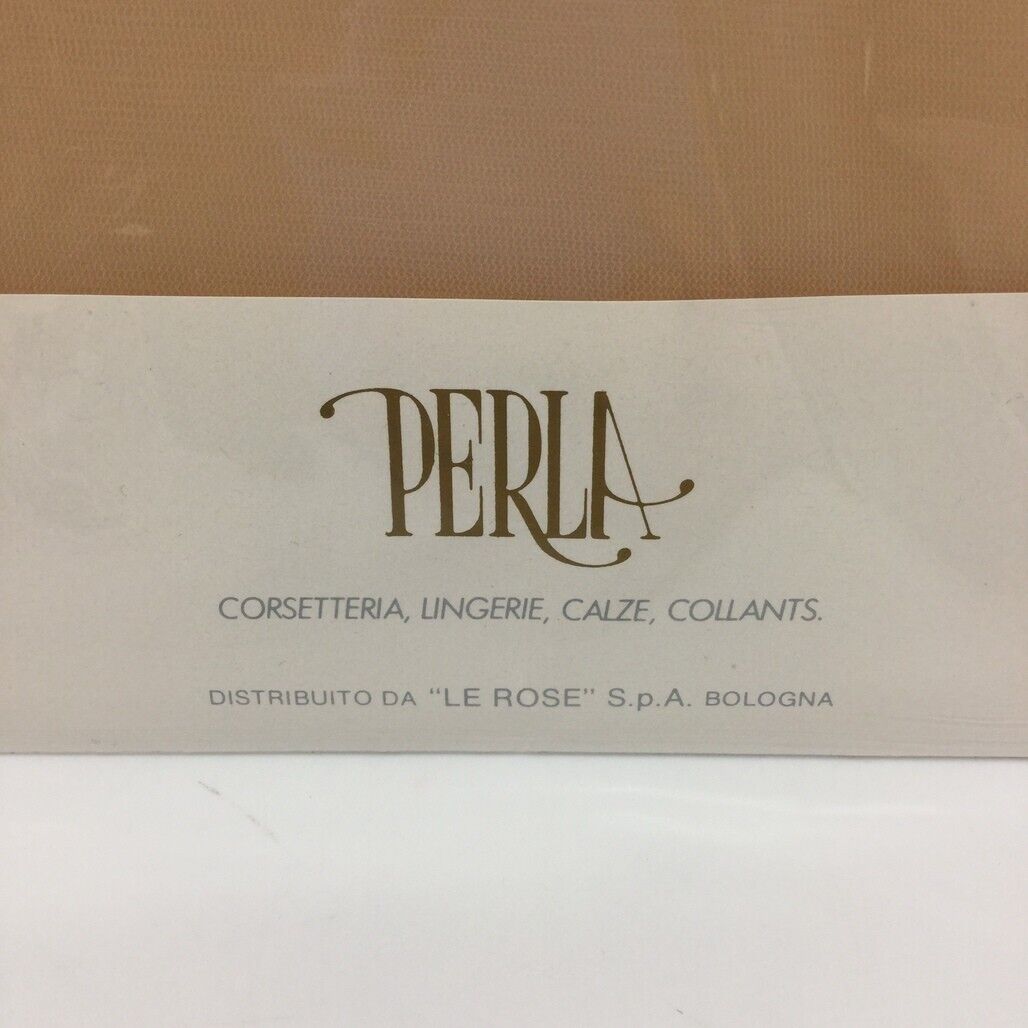 PERLA
CORSETTERIA, LINGERIE, CALZE, COLLANTS.
DISTRIBUITO DA "LE ROSE" S.p.A. BOLOGNA